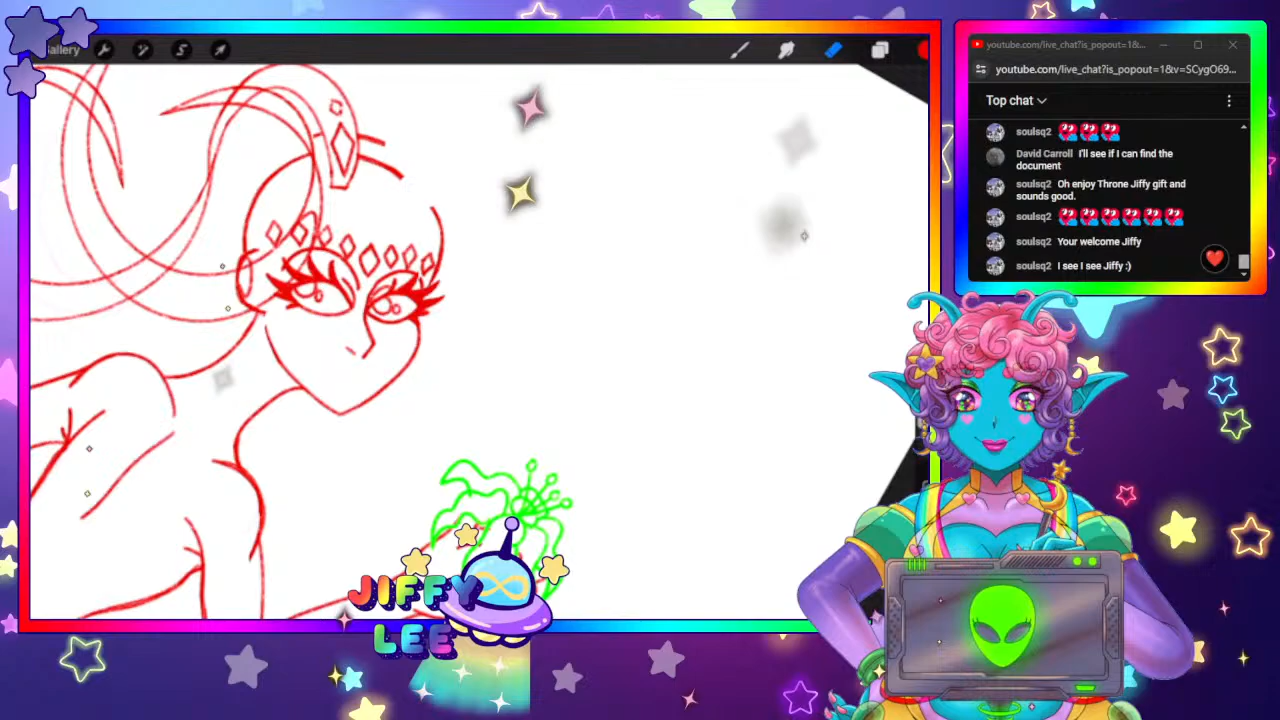 allery
youtube.com/live_chat?is_popout=1&...
youtube.com/live_chat?is_popout=1&v=SCygO69...
Top chat
soulsq2
David Carroll I'll see if I can find the
document
soulsq2 Oh enjoy Throne Jiffy gift and
sounds good.
soulsq2
soulsq2 Your welcome Jiffy
soulsq2 I see I see Jiffy :)
JIFFY
LEE